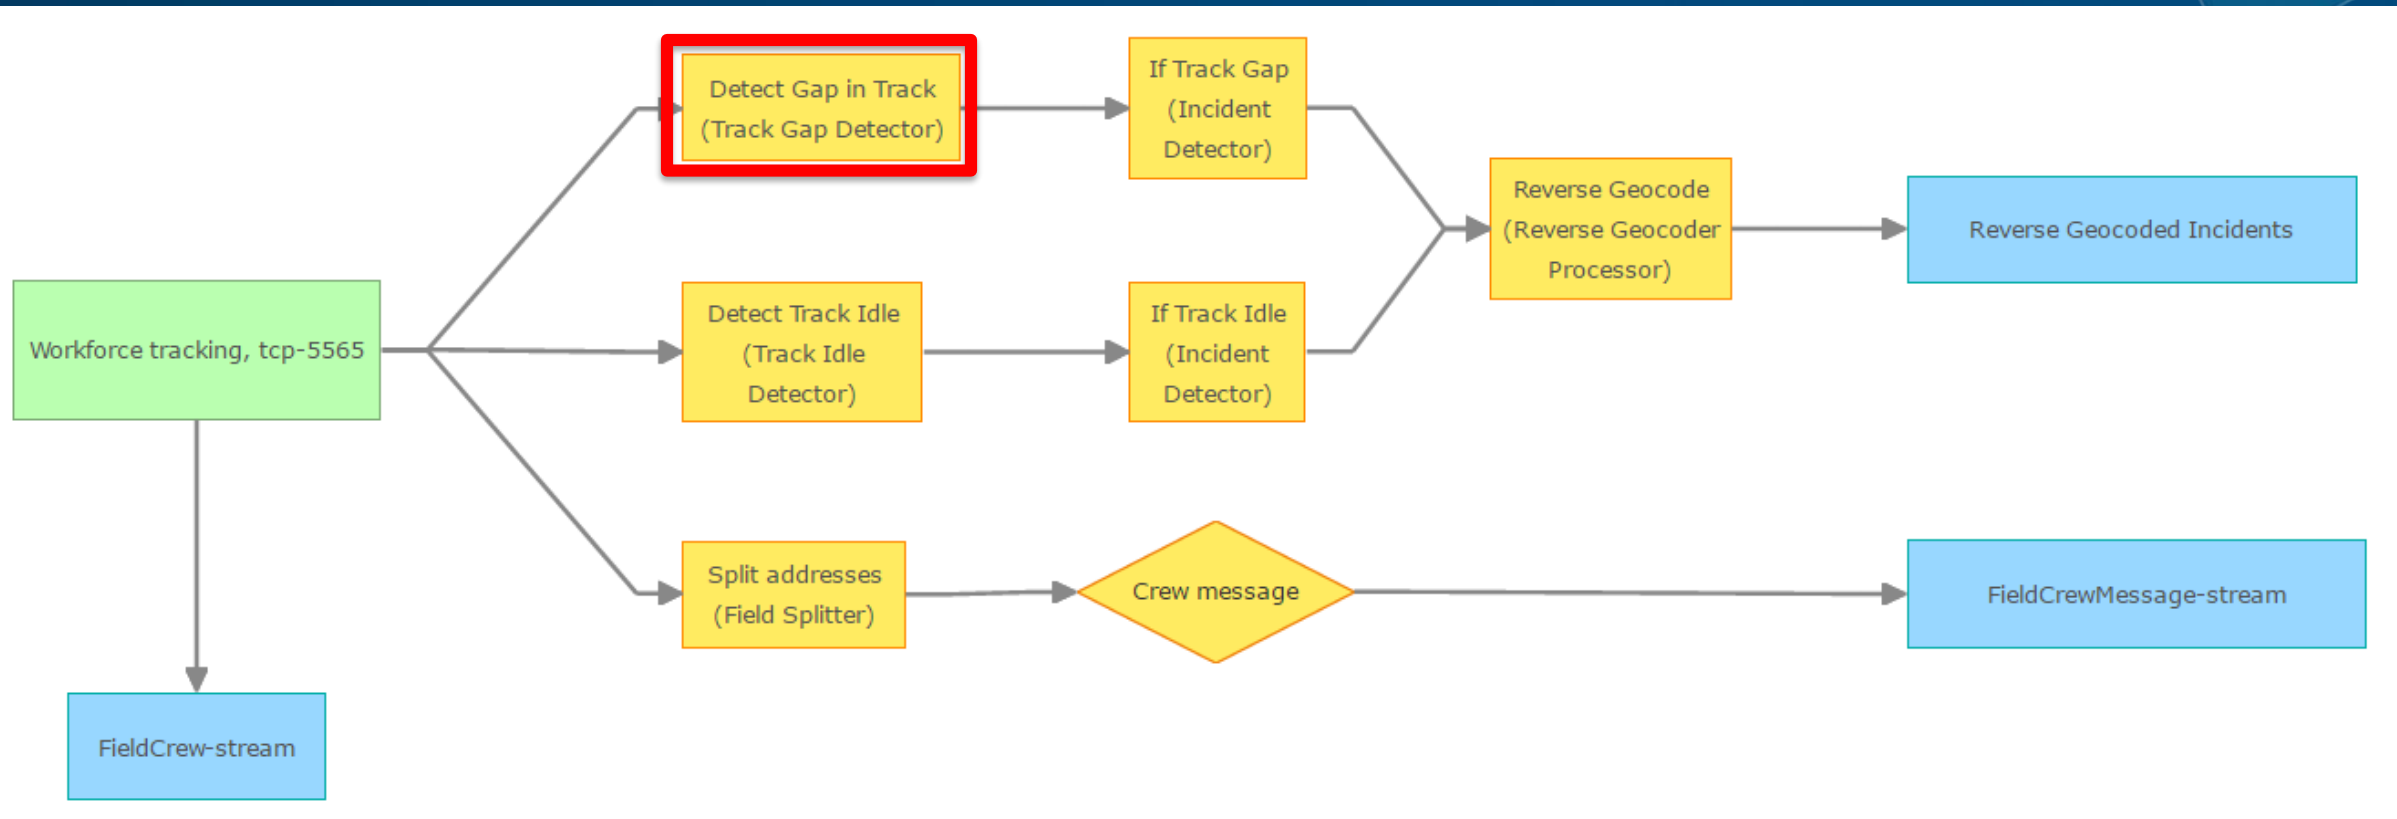 Detect Gap in Track
(Track Gap Detector)
If Track Gap
(Incident
Detector)
Reverse Geocode
(Reverse Geocoder
Processor)
Reverse Geocoded Incidents
Workforce tracking, tcp-5565
Detect Track Idle
(Track Idle
Detector)
If Track Idle
(Incident
Detector)
Split addresses
(Field Splitter)
Crew message
FieldCrewMessage-stream
FieldCrew-stream